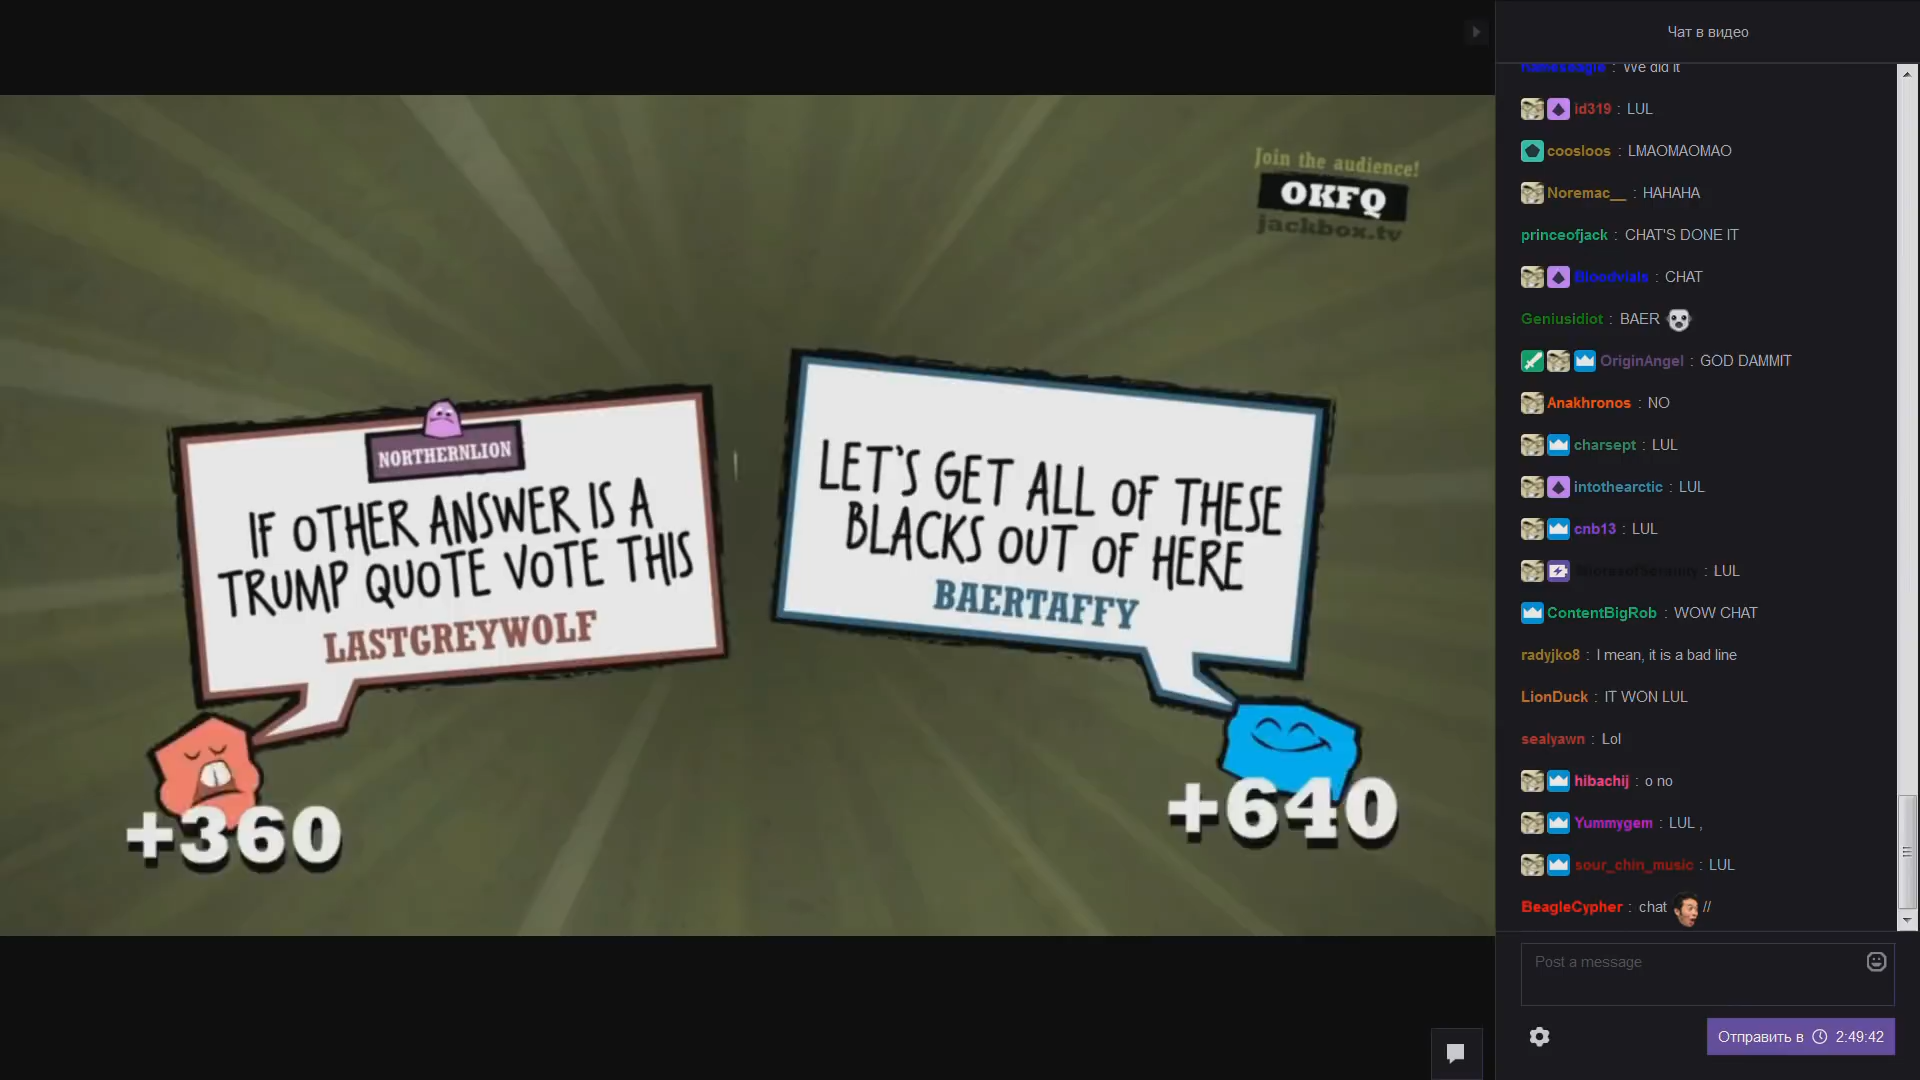 Join the audience!
OKFQ
jackbox.tv
NORTHERNLION
IF OTHER ANSWER IS A
TRUMP QUOTE VOTE THIS
LASTGREYWOLF
+360
LET'S GET ALL OF THESE
BLACKS OUT OF HERE
BAERTAFFY
+640
Чат в видео
: We did it
id319 : LUL
coosloos : LMAOMAOMAO
Noremac__ : HAHAHA
princeofjack : CHAT'S DONE IT
Bloodvials : CHAT
Geniusidiot : BAER
OriginAngel : GOD DAMMIT
Anakhronos : NO
charsept : LUL
intothearctic : LUL
cnb13 : LUL
: LUL
ContentBigRob : WOW CHAT
radyjko8 : I mean, it is a bad line
LionDuck : IT WON LUL
sealyawn : Lol
hibachij : o no
Yummygem : LUL ,
sour_chin_music : LUL
BeagleCypher : chat //
Post a message
Отправить в 2:49:42